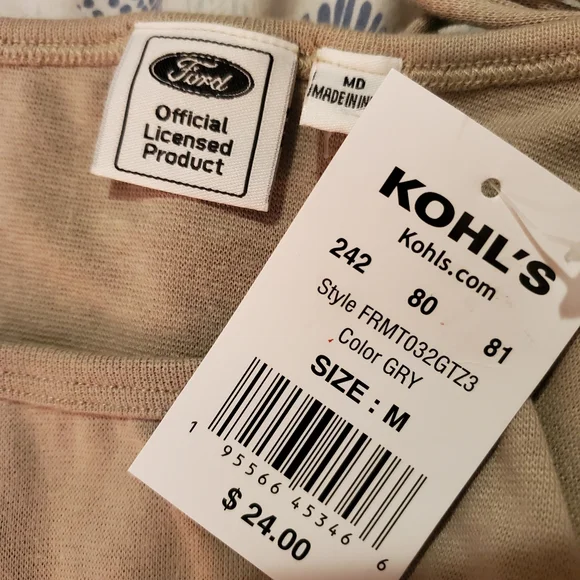 Ford
Official
Licensed
Product
MD
MADE IN IN
KOHL'S
Kohls.com
242 80 81
Style FRMT032GTZ3
Color GRY
SIZE : M
1 95566 45346 6
$ 24.00